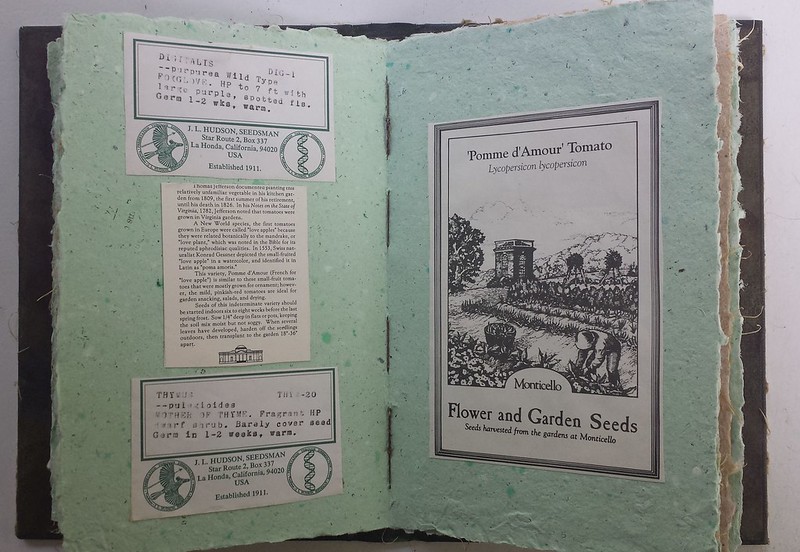 DIGITALIS DIG-1
--purpurea Wild Type
FOXGLOVE. HP to 7 ft with
large purple, spotted fls.
Germ 1-2 wks, warm.
J. L. HUDSON, SEEDSMAN
Star Route 2, Box 337
La Honda, California, 94020
USA
Established 1911.
Thomas Jefferson documented planting this
relatively unfamiliar vegetable in his kitchen gar-
den from 1809, the first summer of his retirement,
until his death in 1826. In his Notes on the State of
Virginia, 1782, Jefferson noted that tomatoes were
grown in Virginia gardens.
A New World species, the first tomatoes
grown in Europe were called "love apples" because
they were related botanically to the mandrake, or
"love plant," which was noted in the Bible for its
reputed aphrodisiac qualities. In 1553, Swiss nat-
uralist Konrad Gessner depicted the small-fruited
"love apple" in a watercolor, and identified it in
Latin as "poma amoris."
This variety, Pomme d'Amour (French for
"love apple") is similar to those small-fruit toma-
toes that were mostly grown for ornament; howev-
er, the mild, pinkish-red tomatoes are ideal for
garden snacking, salads, and drying.
Seeds of this indeterminate variety should
be started indoors six to eight weeks before the last
spring frost. Sow 1/4" deep in flats or pots, keeping
the soil mix moist but not soggy. When several
leaves have developed, harden off the seedlings
outdoors, then transplant to the garden 18"-36"
apart.
THYMUS THYM-20
--pulegioides
MOTHER OF THYME. Fragrant HP
dwarf shrub. Barely cover seed
Germ in 1-2 weeks, warm.
J. L. HUDSON, SEEDSMAN
Star Route 2, Box 337
La Honda, California, 94020
USA
Established 1911.
'Pomme d'Amour' Tomato
Lycopersicon lycopersicon
Monticello
Flower and Garden Seeds
Seeds harvested from the gardens at Monticello